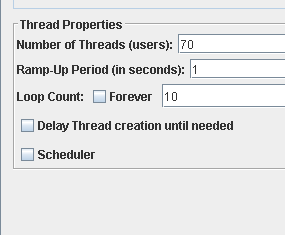 Thread Properties
Number of Threads (users): 70
Ramp-Up Period (in seconds): 1
Loop Count: Forever 10
Delay Thread creation until needed
Scheduler